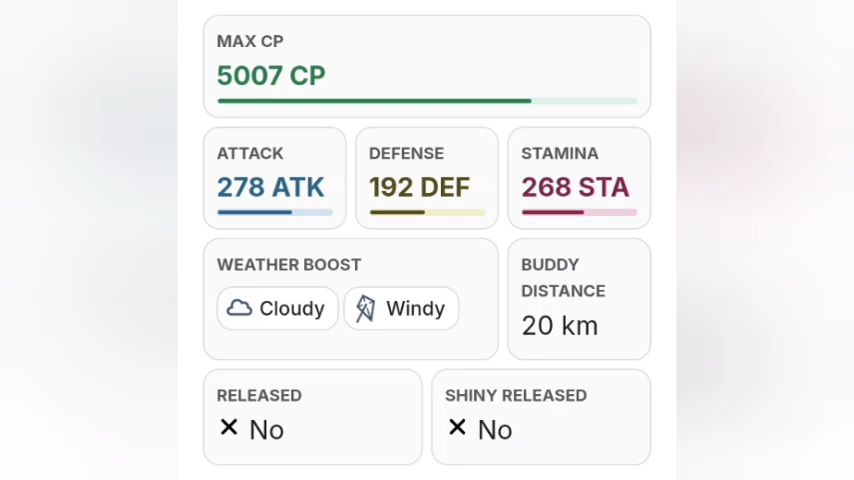 MAX CP
5007 CP
ATTACK
278 ATK
DEFENSE
192 DEF
STAMINA
268 STA
WEATHER BOOST
Cloudy
Windy
BUDDY
DISTANCE
20 km
RELEASED
No
SHINY RELEASED
No